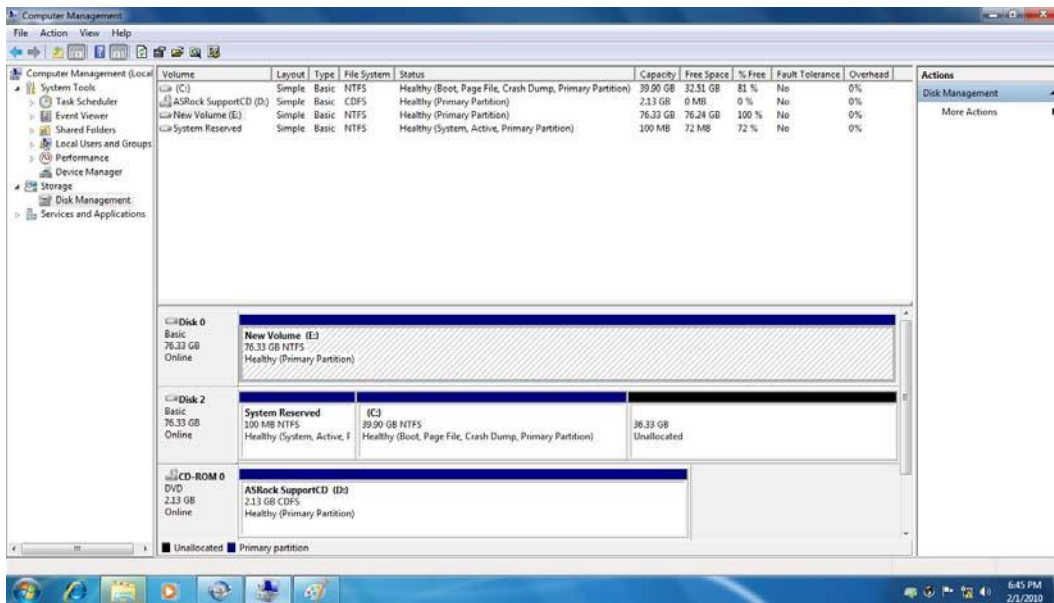 Computer Management
File Action View Help
Computer Management (Local
System Tools
Task Scheduler
Event Viewer
Shared Folders
Local Users and Groups
Performance
Device Manager
Storage
Disk Management
Services and Applications
Volume Layout Type File System Status Capacity Free Space % Free Fault Tolerance Overhead
(C:) Simple Basic NTFS Healthy (Boot, Page File, Crash Dump, Primary Partition) 39.90 GB 32.51 GB 81 % No 0%
ASRock SupportCD (D:) Simple Basic CDFS Healthy (Primary Partition) 2.13 GB 0 MB 0 % No 0%
New Volume (E:) Simple Basic NTFS Healthy (Primary Partition) 76.33 GB 76.24 GB 100 % No 0%
System Reserved Simple Basic NTFS Healthy (System, Active, Primary Partition) 100 MB 72 MB 72 % No 0%
Actions
Disk Management
More Actions
Disk 0
Basic
76.33 GB
Online
New Volume (E:)
76.33 GB NTFS
Healthy (Primary Partition)
Disk 2
Basic
76.33 GB
Online
System Reserved
100 MB NTFS
Healthy (System, Active, F
(C:)
39.90 GB NTFS
Healthy (Boot, Page File, Crash Dump, Primary Partition)
36.33 GB
Unallocated
CD-ROM 0
DVD
2.13 GB
Online
ASRock SupportCD (D:)
2.13 GB CDFS
Healthy (Primary Partition)
Unallocated Primary partition
6:45 PM
2/1/2010